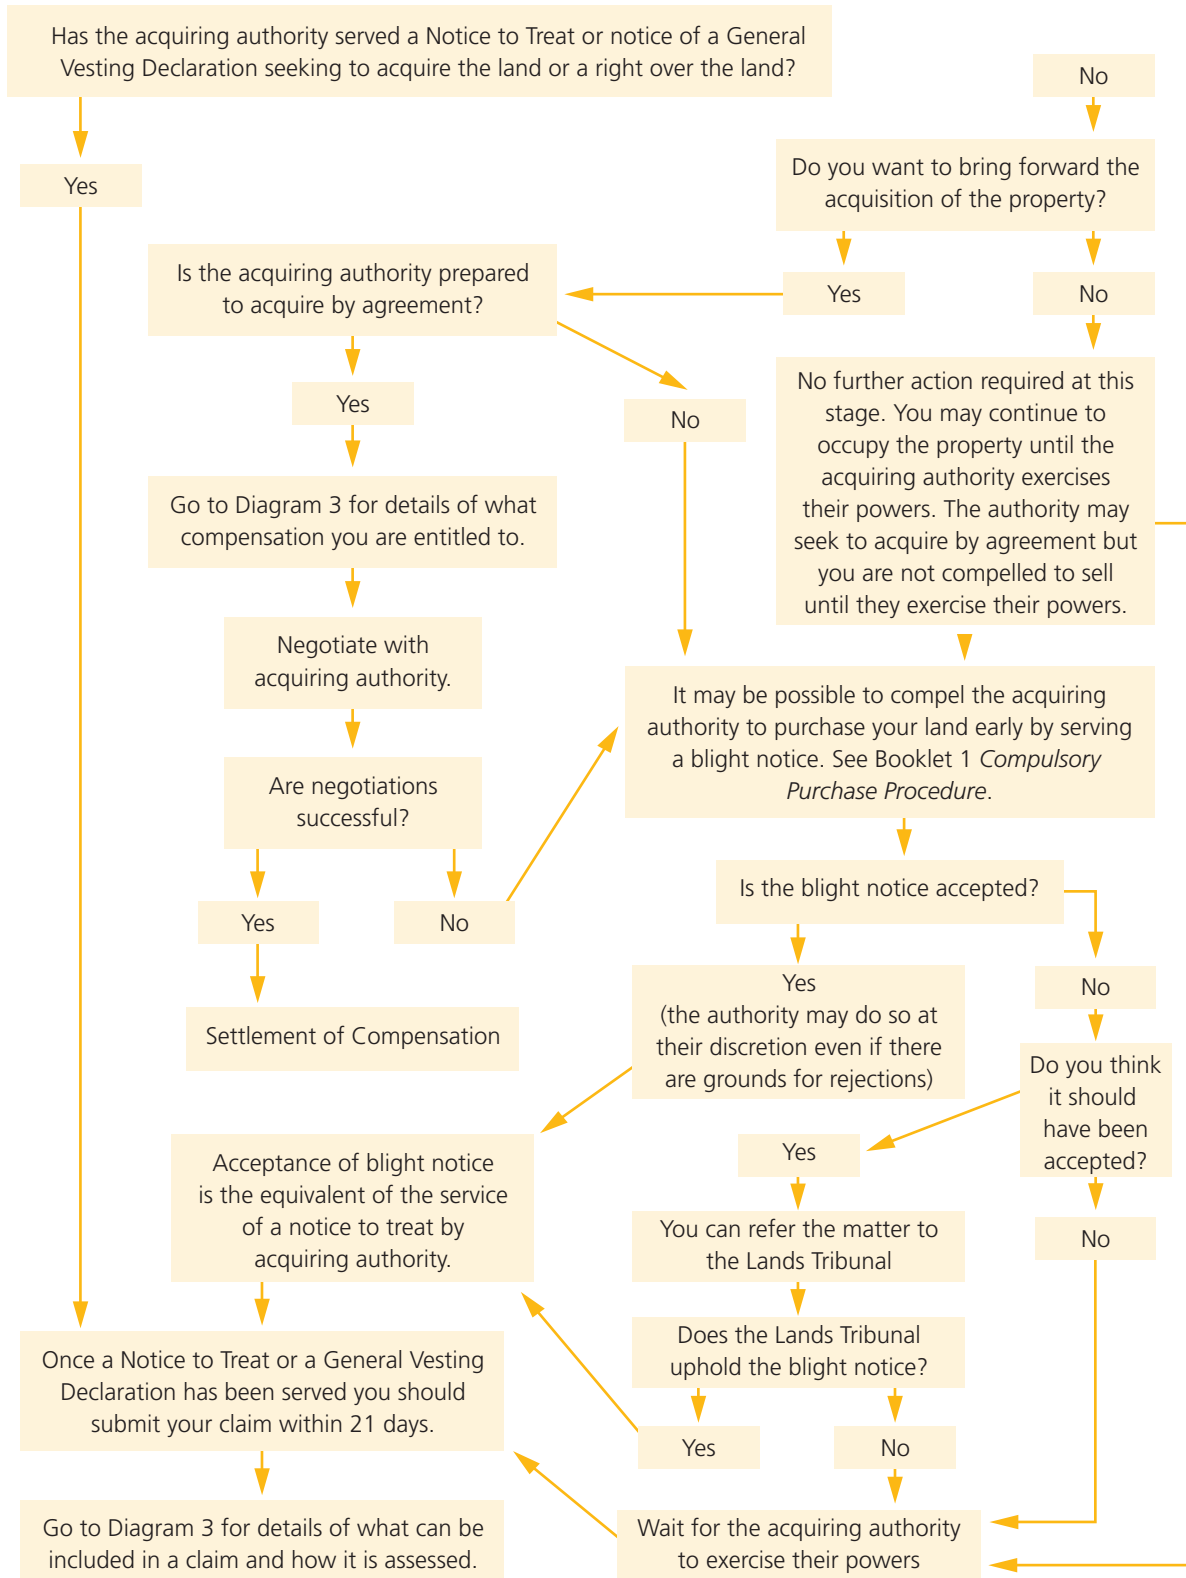 Has the acquiring authority served a Notice to Treat or notice of a General
Vesting Declaration seeking to acquire the land or a right over the land?
No
Yes
Do you want to bring forward the
acquisition of the property?
Is the acquiring authority prepared
to acquire by agreement?
Yes
No
Yes
No
No further action required at this
stage. You may continue to
occupy the property until the
acquiring authority exercises
their powers. The authority may
seek to acquire by agreement but
you are not compelled to sell
until they exercise their powers.
Go to Diagram 3 for details of what
compensation you are entitled to.
Negotiate with
acquiring authority.
It may be possible to compel the acquiring
authority to purchase your land early by serving
a blight notice. See Booklet 1 Compulsory
Purchase Procedure.
Are negotiations
successful?
Is the blight notice accepted?
Yes
No
Yes
(the authority may do so at
their discretion even if there
are grounds for rejections)
No
Settlement of Compensation
Do you think
it should
have been
accepted?
Acceptance of blight notice
is the equivalent of the service
of a notice to treat by
acquiring authority.
Yes
You can refer the matter to
the Lands Tribunal
No
Does the Lands Tribunal
uphold the blight notice?
Once a Notice to Treat or a General Vesting
Declaration has been served you should
submit your claim within 21 days.
Yes
No
Go to Diagram 3 for details of what can be
included in a claim and how it is assessed.
Wait for the acquiring authority
to exercise their powers